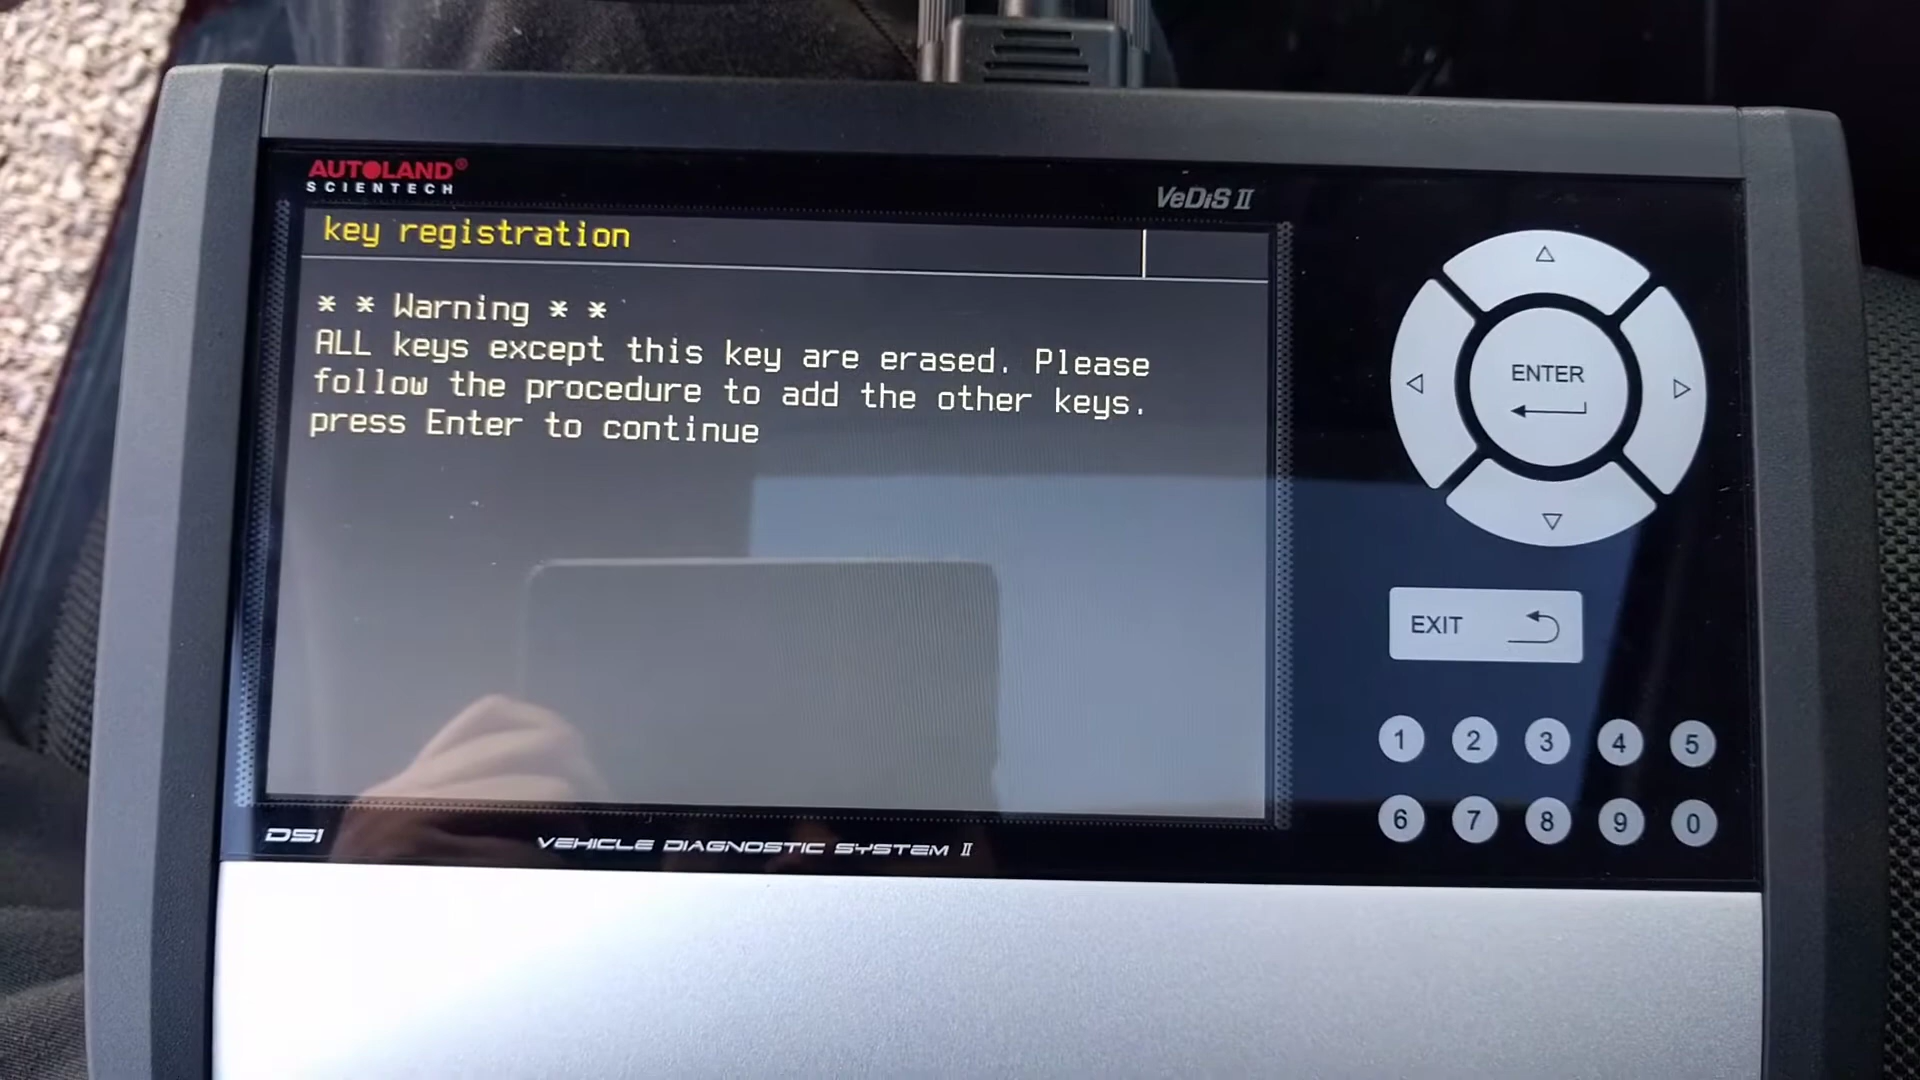 AUTOLAND®
SCIENTECH
VeDiS II
key registration
* * Warning * *
ALL keys except this key are erased. Please
follow the procedure to add the other keys.
press Enter to continue
ENTER
EXIT
1 2 3 4 5
6 7 8 9 0
DSI
VEHICLE DIAGNOSTIC SYSTEM II